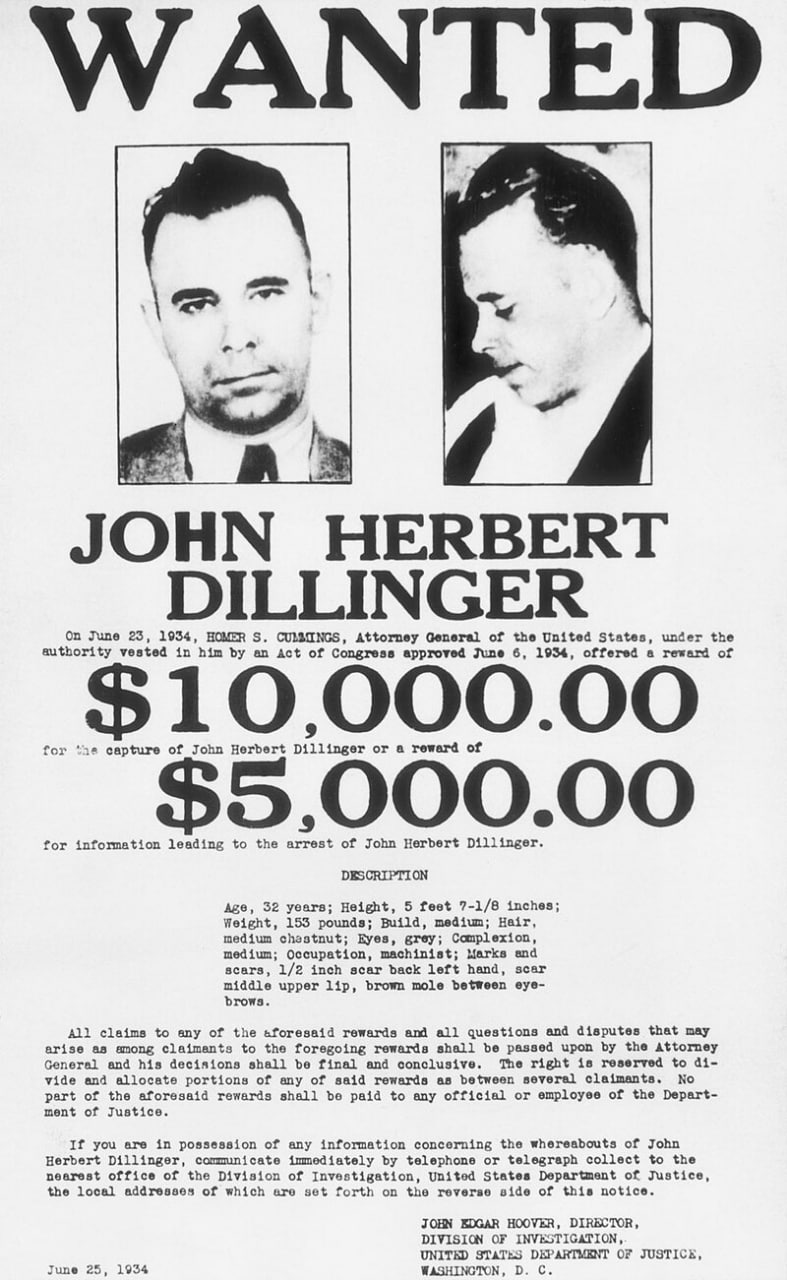 WANTED
JOHN HERBERT
DILLINGER
On June 23, 1934, HOMER S. CUMMINGS, Attorney General of the United States, under the
authority vested in him by an Act of Congress approved June 6, 1934, offered a reward of
$10,000.00
for the capture of John Herbert Dillinger or a reward of
$5,000.00
for information leading to the arrest of John Herbert Dillinger.
DESCRIPTION
Age, 32 years; Height, 5 feet 7-1/8 inches;
Weight, 153 pounds; Build, medium; Hair,
medium chestnut; Eyes, grey; Complexion,
medium; Occupation, machinist; Marks and
scars, 1/2 inch scar back left hand, scar
middle upper lip, brown mole between eye-
brows.
All claims to any of the aforesaid rewards and all questions and disputes that may
arise as among claimants to the foregoing rewards shall be passed upon by the Attorney
General and his decisions shall be final and conclusive. The right is reserved to di-
vide and allocate portions of any of said rewards as between several claimants. No
part of the aforesaid rewards shall be paid to any official or employee of the Depart-
ment of Justice.
If you are in possession of any information concerning the whereabouts of John
Herbert Dillinger, communicate immediately by telephone or telegraph collect to the
nearest office of the Division of Investigation, United States Department of Justice,
the local addresses of which are set forth on the reverse side of this notice.
JOHN EDGAR HOOVER, DIRECTOR,
DIVISION OF INVESTIGATION,
UNITED STATES DEPARTMENT OF JUSTICE,
June 25, 1934 WASHINGTON, D. C.